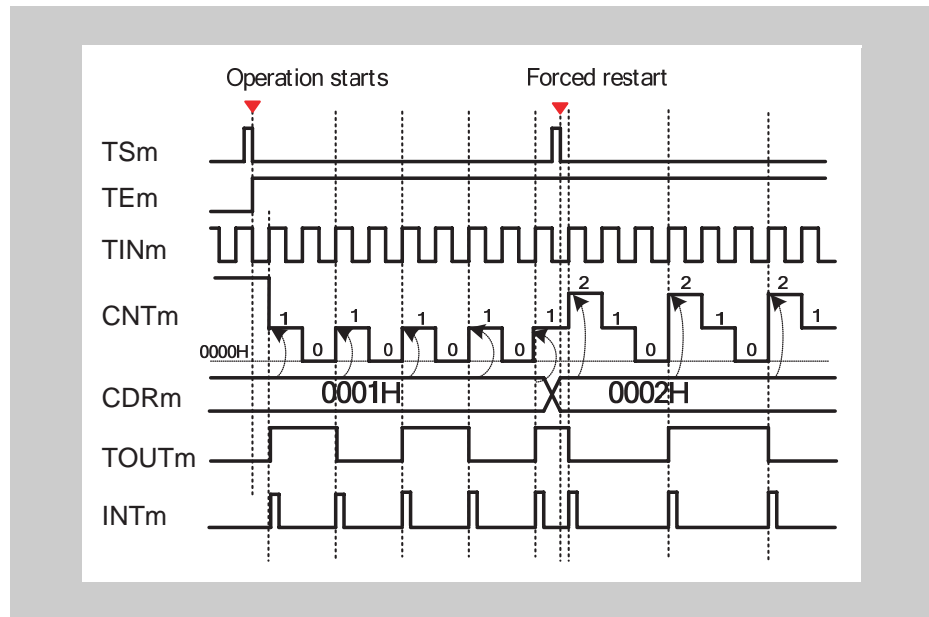 Operation starts Forced restart
TSm
TEm
TINm
2 2 2
CNTm 1 1 1 1 1 1 1 1
0000H 0 0 0 0 0 0
CDRm 0001H 0002H
TOUTm
INTm